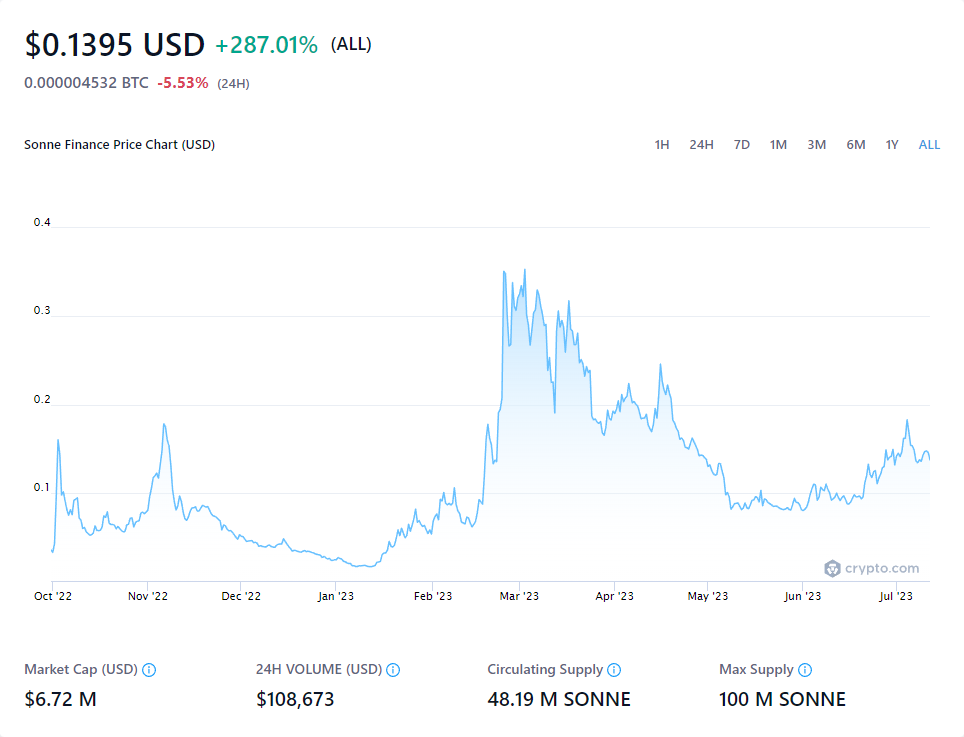 $0.1395 USD +287.01% (ALL)
0.000004532 BTC -5.53% (24H)
Sonne Finance Price Chart (USD) 1H 24H 7D 1M 3M 6M 1Y ALL
0.4
0.3
0.2
0.1
crypto.com
Oct '22 Nov '22 Dec '22 Jan '23 Feb '23 Mar '23 Apr '23 May '23 Jun '23 Jul '23
Market Cap (USD) 24H VOLUME (USD) Circulating Supply Max Supply
$6.72 M $108,673 48.19 M SONNE 100 M SONNE